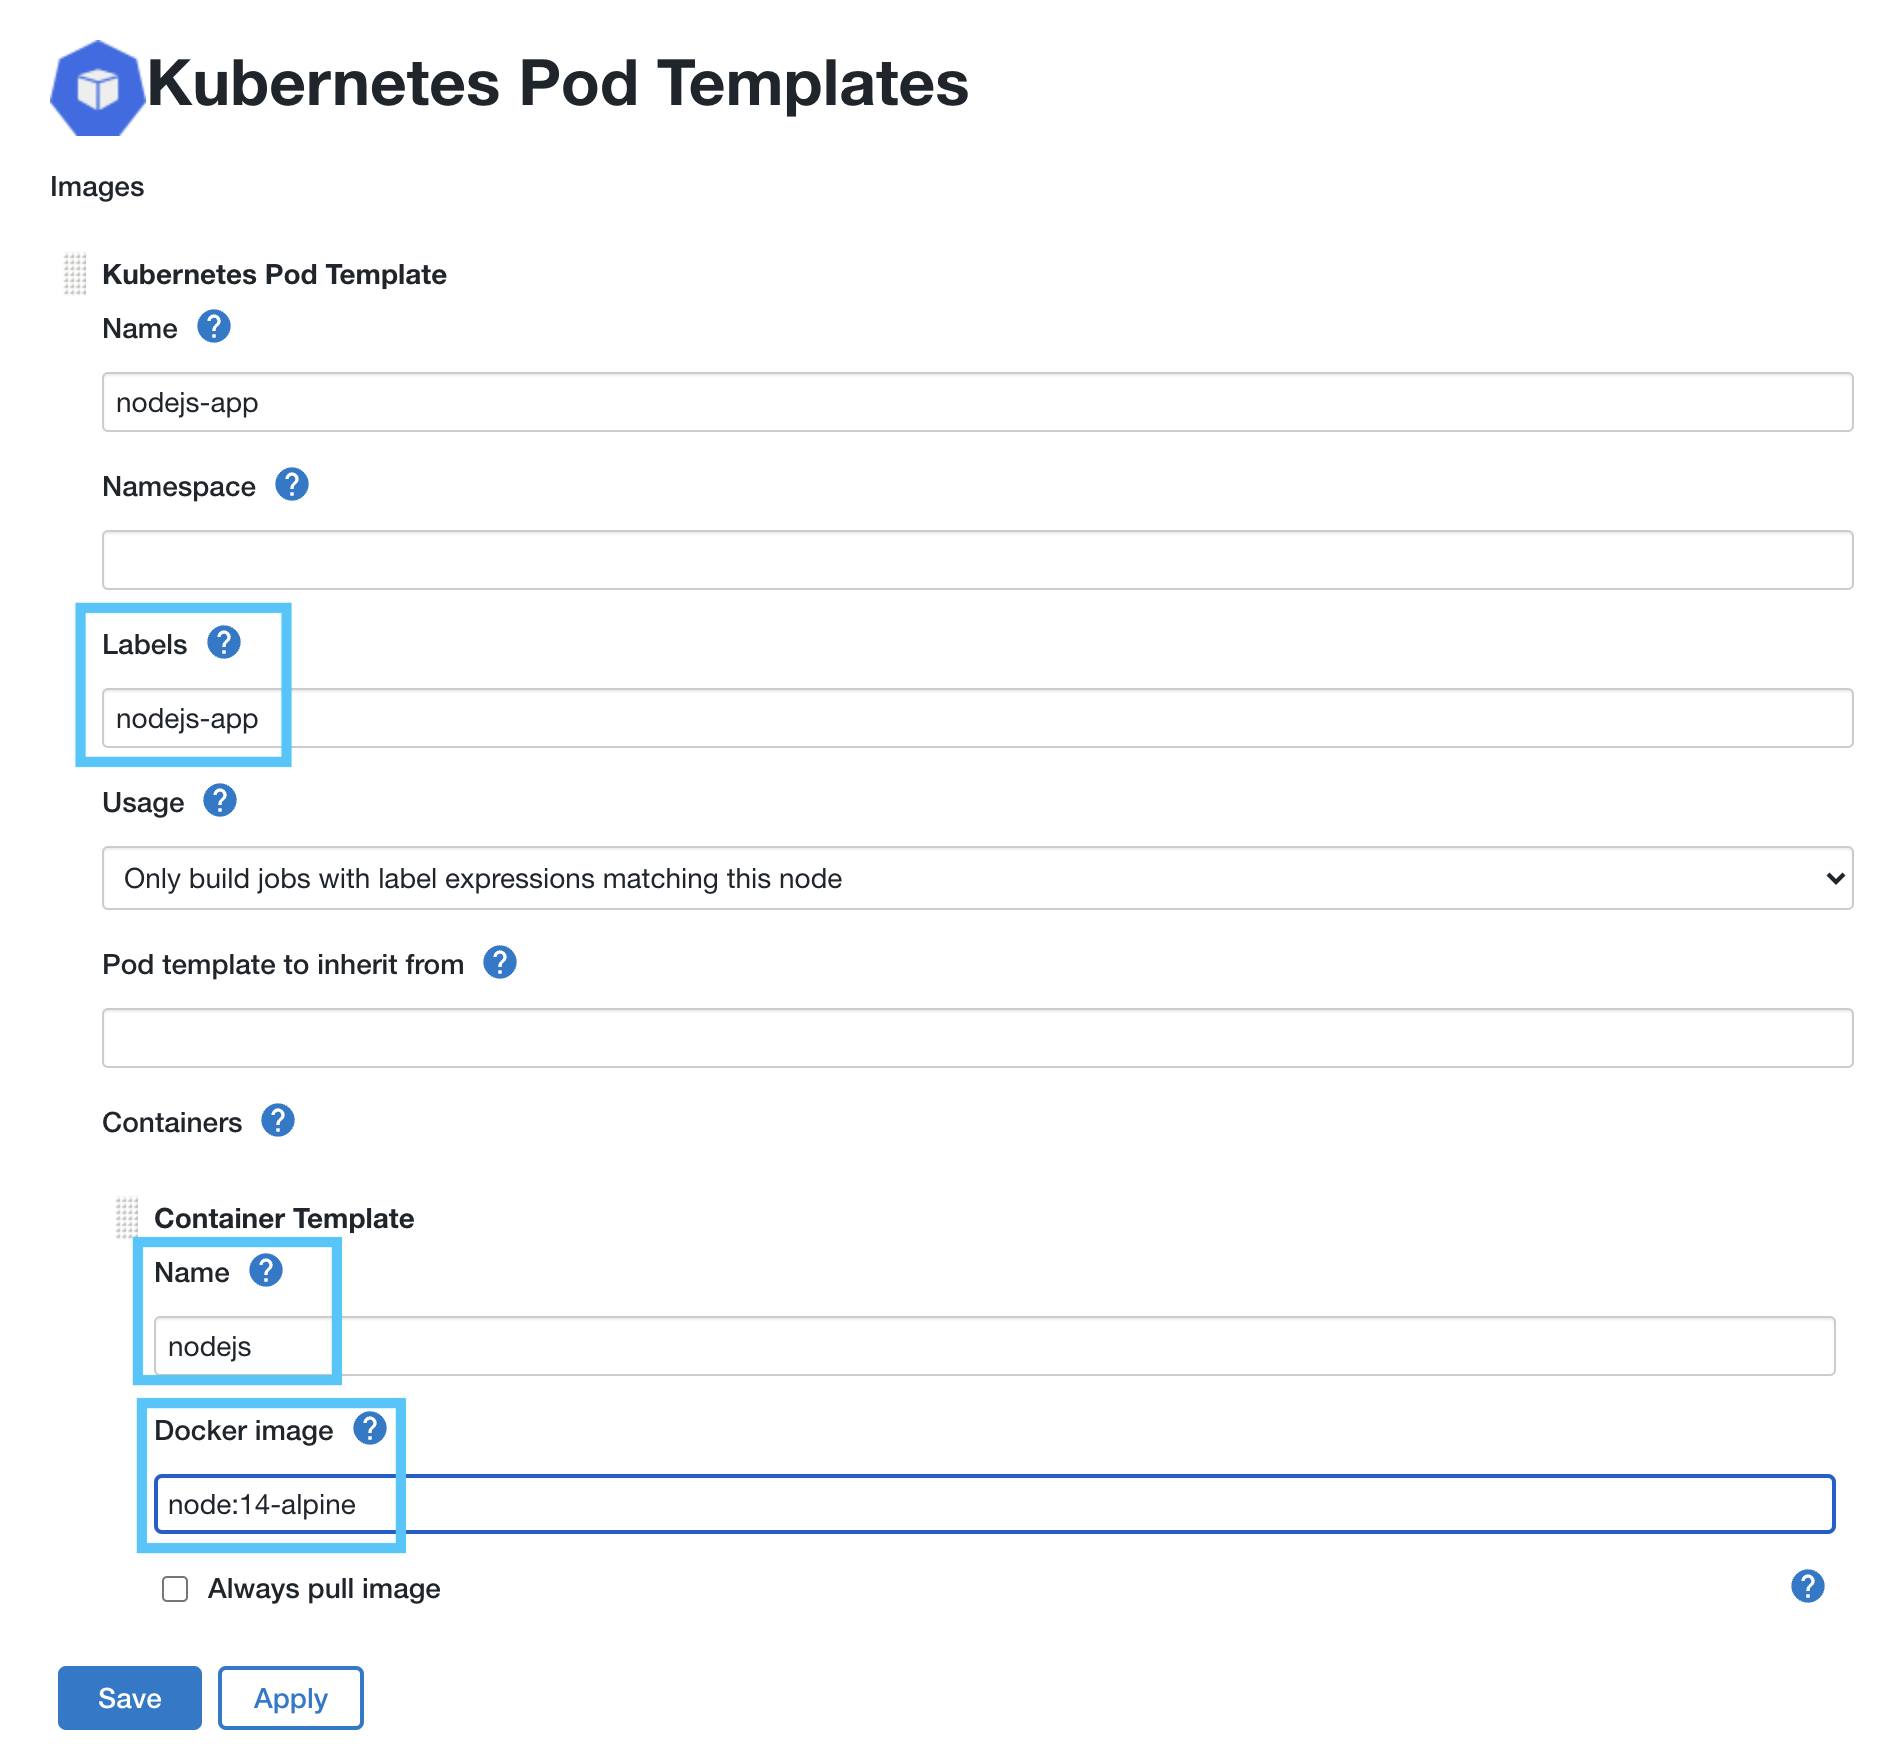 Kubernetes Pod Templates
Images
Kubernetes Pod Template
Name ?
nodejs-app
Namespace ?
Labels ?
nodejs-app
Usage ?
Only build jobs with label expressions matching this node
Pod template to inherit from ?
Containers ?
Container Template
Name ?
nodejs
Docker image ?
node:14-alpine
Always pull image ?
Save Apply